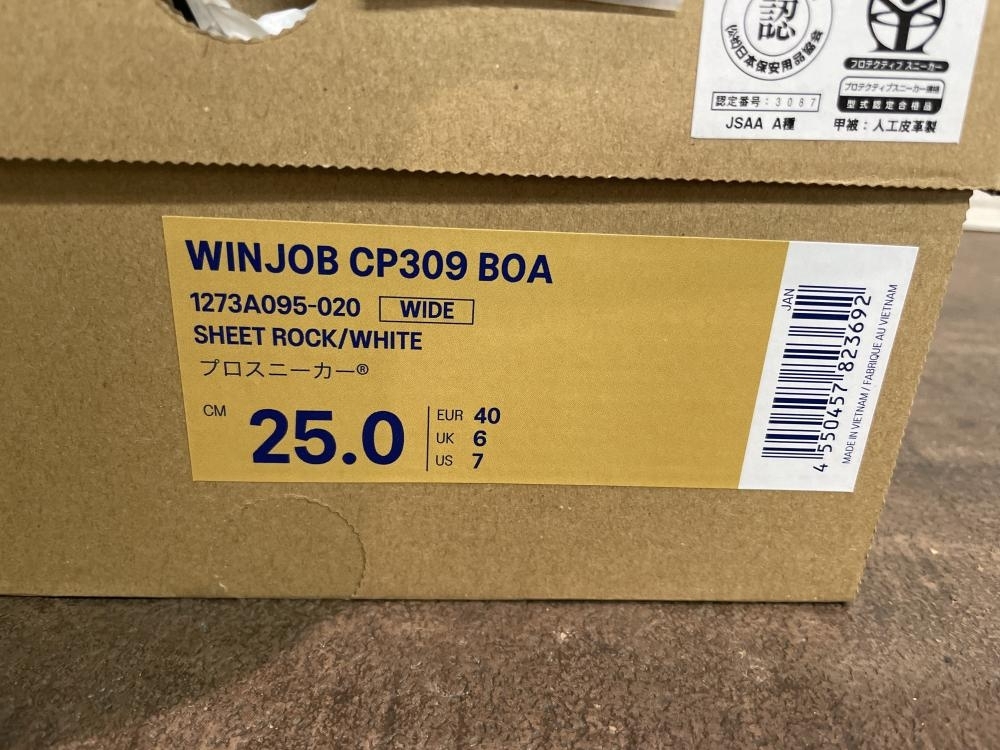 認
(公社)日本保安用品協会
プロテクティブ スニーカー
プロテクティブスニーカー規格
型式認定合格品
認定番号:3087
JSAA A種
甲被:人工皮革製
WINJOB CP309 BOA
1273A095-020 WIDE
SHEET ROCK/WHITE
プロスニーカー®
CM 25.0
EUR 40
UK 6
US 7
JAN
4 550457 823692
MADE IN VIETNAM / FABRIQUE AU VIETNAM